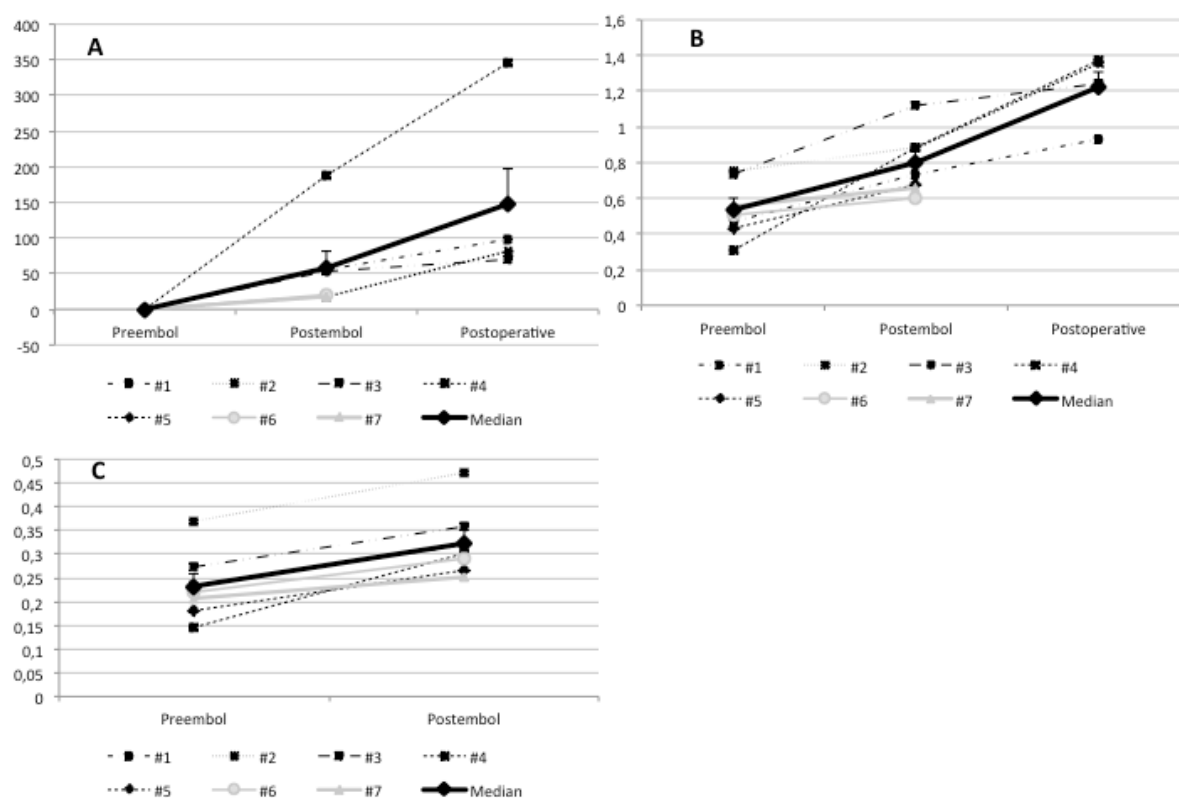 A
400
350
300
250
200
150
100
50
0
-50
Preembol Postembol Postoperative
#1 #2 #3 #4
#5 #6 #7 Median
B
1,6
1,4
1,2
1
0,8
0,6
0,4
0,2
0
Preembol Postembol Postoperative
#1 #2 #3 #4
#5 #6 #7 Median
C
0,5
0,45
0,4
0,35
0,3
0,25
0,2
0,15
0,1
0,05
0
Preembol Postembol
#1 #2 #3 #4
#5 #6 #7 Median